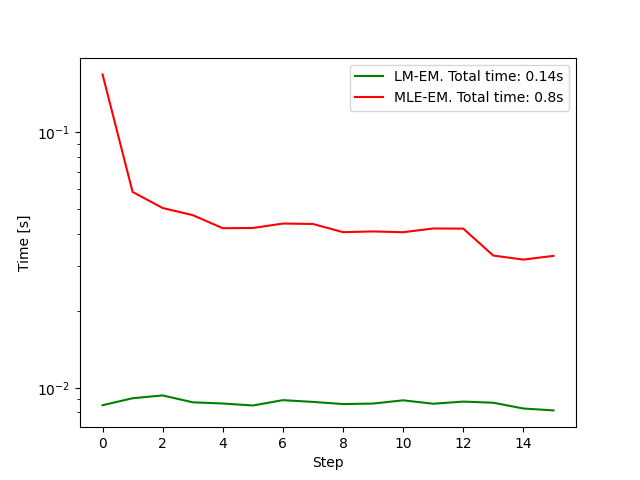 LM-EM. Total time: 0.14s
MLE-EM. Total time: 0.8s
10⁻¹
10⁻²
Time [s]
0 2 4 6 8 10 12 14
Step